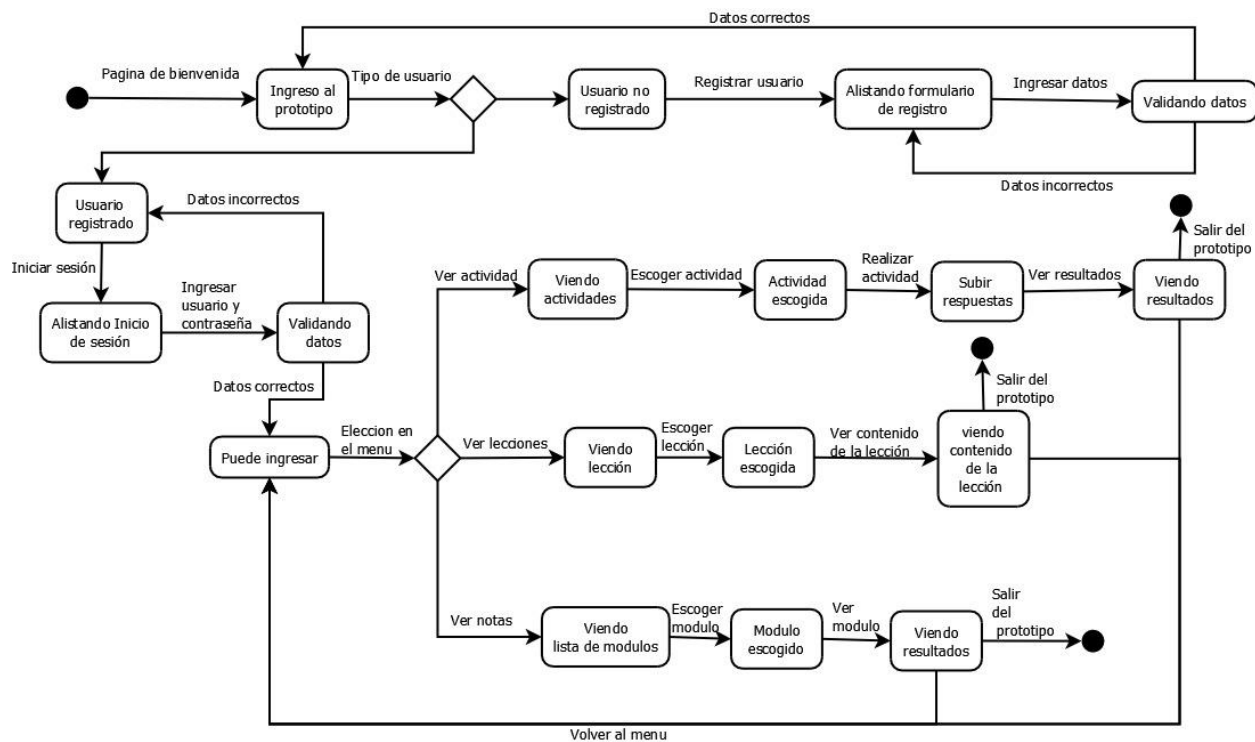 Datos correctos
Pagina de bienvenida
Ingreso al
prototipo
Tipo de usuario
Usuario no
registrado
Registrar usuario
Alistando formulario
de registro
Ingresar datos
Validando datos
Datos incorrectos
Usuario
registrado
Datos incorrectos
Iniciar sesión
Alistando Inicio
de sesión
Ingresar
usuario y
contraseña
Validando
datos
Datos correctos
Puede ingresar
Eleccion en
el menu
Ver actividad
Viendo
actividades
Escoger actividad
Actividad
escogida
Realizar
actividad
Subir
respuestas
Ver resultados
Viendo
resultados
Salir del
prototipo
Ver lecciones
Viendo
lección
Escoger
lección
Lección
escogida
Ver contenido
de la lección
viendo
contenido
de la
lección
Salir del
prototipo
Ver notas
Viendo
lista de modulos
Escoger
modulo
Modulo
escogido
Ver
modulo
Viendo
resultados
Salir
del
prototipo
Volver al menu